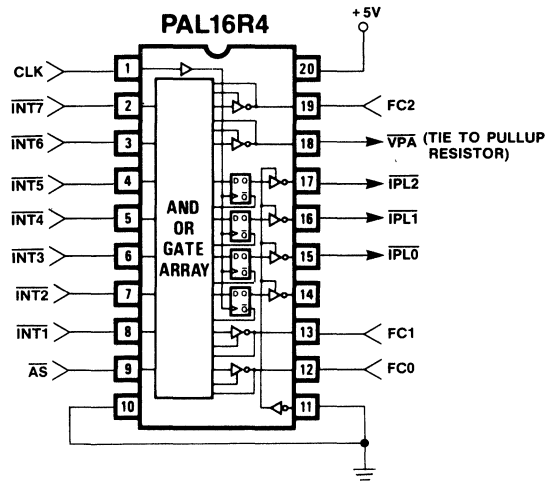 PAL16R4
+5V
CLK 1 20
INT7 2 19 FC2
INT6 3 18 VPA (TIE TO PULLUP
RESISTOR)
INT5 4 D Q Q 17 IPL2
INT4 5 D Q Q 16 IPL1
INT3 6 D Q Q 15 IPL0
INT2 7 D Q Q 14
INT1 8 13 FC1
AS 9 12 FC0
10 11
AND
OR
GATE
ARRAY